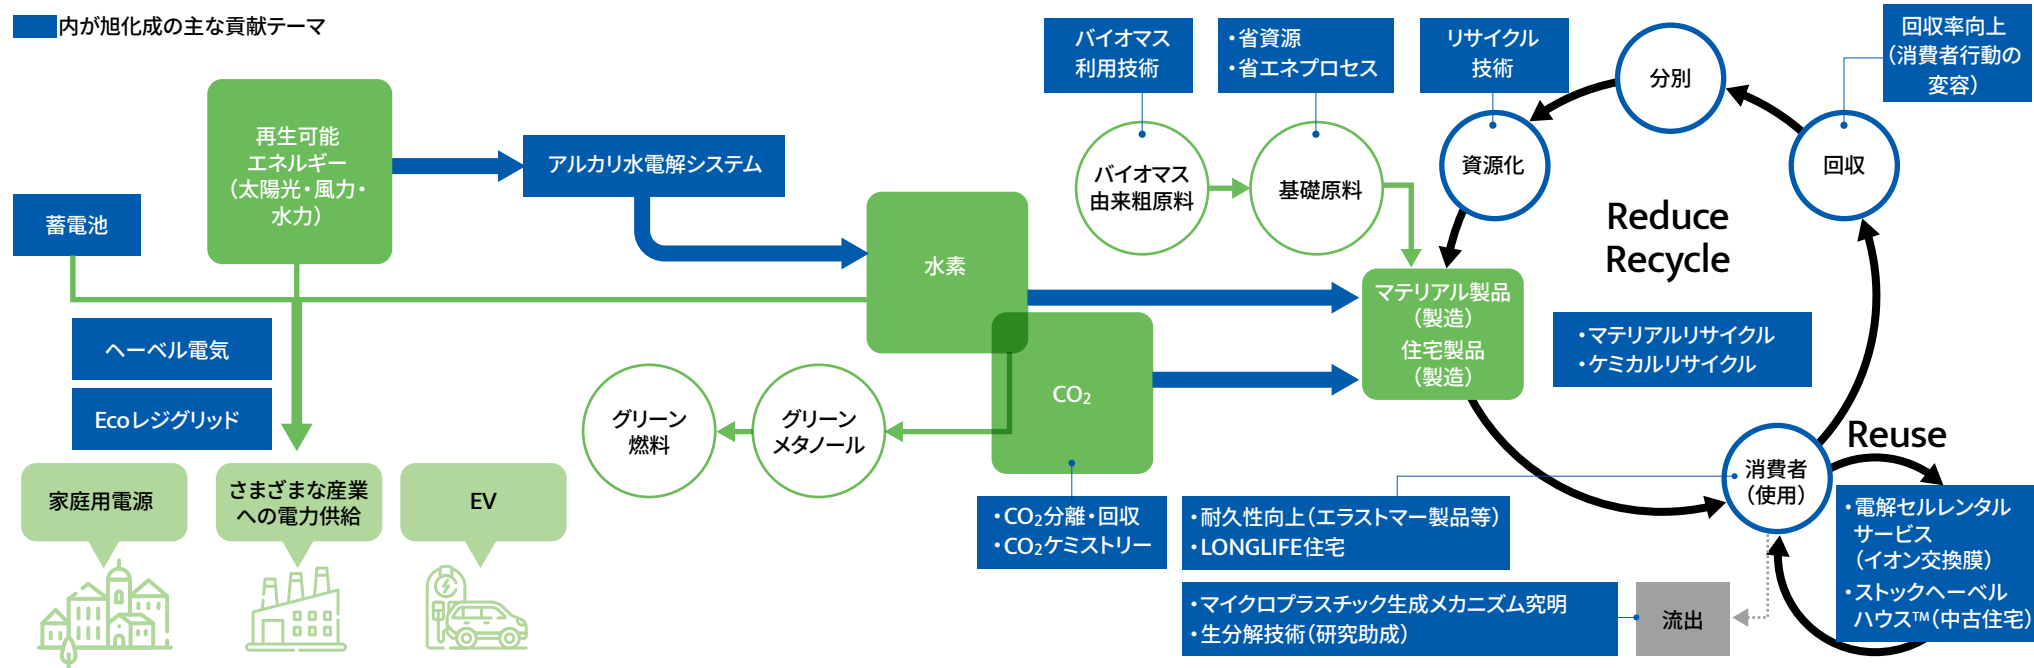 内が旭化成の主な貢献テーマ
再生可能
エネルギー
（太陽光・風力・
水力）
アルカリ水電解システム
蓄電池
水素
ヘーベル電気
Ecoレジグリッド
家庭用電源
さまざまな産業
への電力供給
EV
グリーン
燃料
グリーン
メタノール
CO₂
・CO₂分離・回収
・CO₂ケミストリー
バイオマス
利用技術
・省資源
・省エネプロセス
リサイクル
技術
バイオマス
由来粗原料
基礎原料
資源化
分別
回収
回収率向上
（消費者行動の
変容）
Reduce
Recycle
マテリアル製品
（製造）
住宅製品
（製造）
・マテリアルリサイクル
・ケミカルリサイクル
消費者
（使用）
Reuse
・電解セルレンタル
サービス
（イオン交換膜）
・ストックヘーベル
ハウス™（中古住宅）
・耐久性向上（エラストマー製品等）
・LONGLIFE住宅
・マイクロプラスチック生成メカニズム究明
・生分解技術（研究助成）
流出